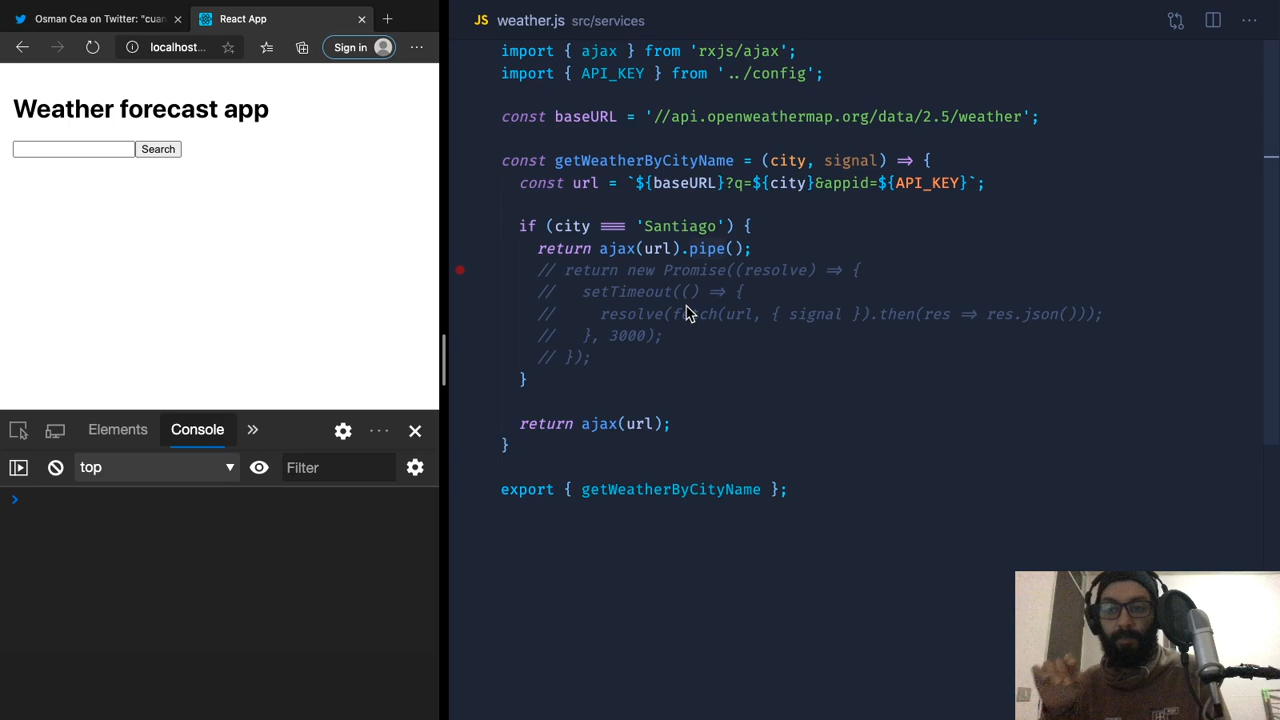 Osman Cea on Twitter: "cuan
React App
localhost...
Sign in
Weather forecast app
Search
Elements
Console
top
Filter
JS weather.js src/services
import { ajax } from 'rxjs/ajax';
import { API_KEY } from '../config';
const baseURL = '//api.openweathermap.org/data/2.5/weather';
const getWeatherByCityName = (city, signal) => {
const url = `${baseURL}?q=${city}&appid=${API_KEY}`;
if (city === 'Santiago') {
return ajax(url).pipe();
// return new Promise((resolve) => {
// setTimeout(() => {
// resolve(fetch(url, { signal }).then(res => res.json()));
// }, 3000);
// });
}
return ajax(url);
}
export { getWeatherByCityName };